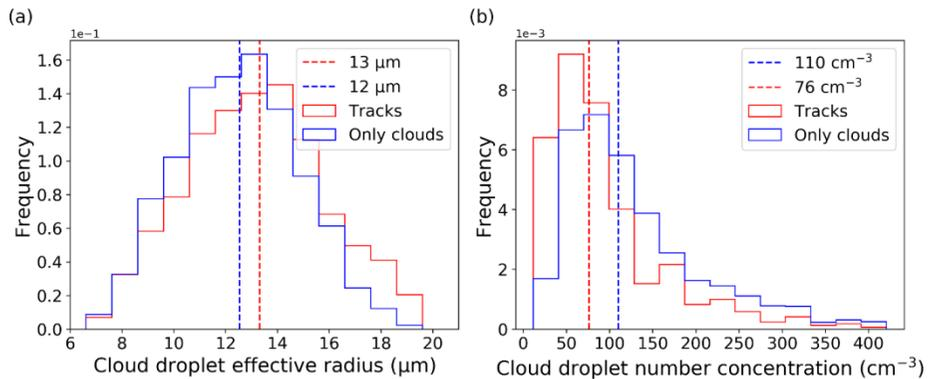 (a)
1e−1
Frequency
1.6
1.4
1.2
1.0
0.8
0.6
0.4
0.2
0.0
6 8 10 12 14 16 18 20
Cloud droplet effective radius (μm)
13 μm
12 μm
Tracks
Only clouds
(b)
1e−3
Frequency
8
6
4
2
0
0 50 100 150 200 250 300 350 400
Cloud droplet number concentration (cm⁻³)
110 cm⁻³
76 cm⁻³
Tracks
Only clouds